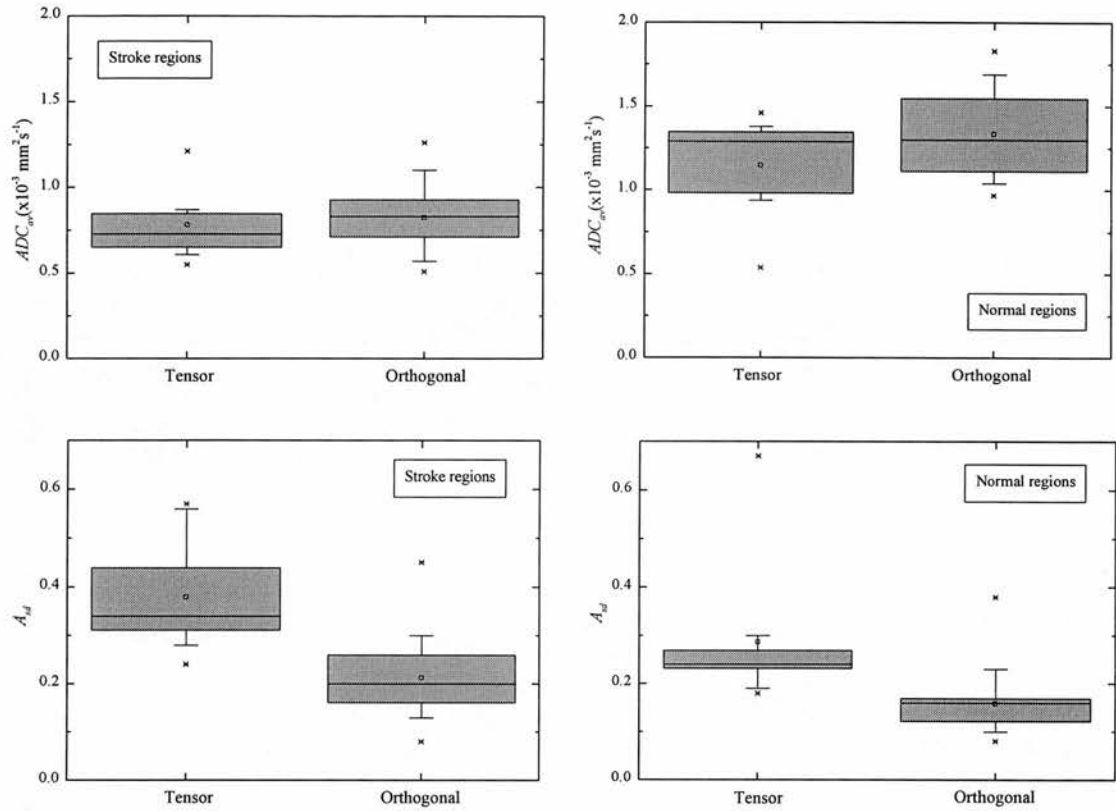 2.0
1.5
1.0
0.5
0.0
ADC_av (x10^-3 mm^2s^-1)
Stroke regions
Tensor Orthogonal
2.0
1.5
1.0
0.5
0.0
ADC_av (x10^-3 mm^2s^-1)
Normal regions
Tensor Orthogonal
0.6
0.4
0.2
0.0
A_sd
Stroke regions
Tensor Orthogonal
0.6
0.4
0.2
0.0
A_sd
Normal regions
Tensor Orthogonal